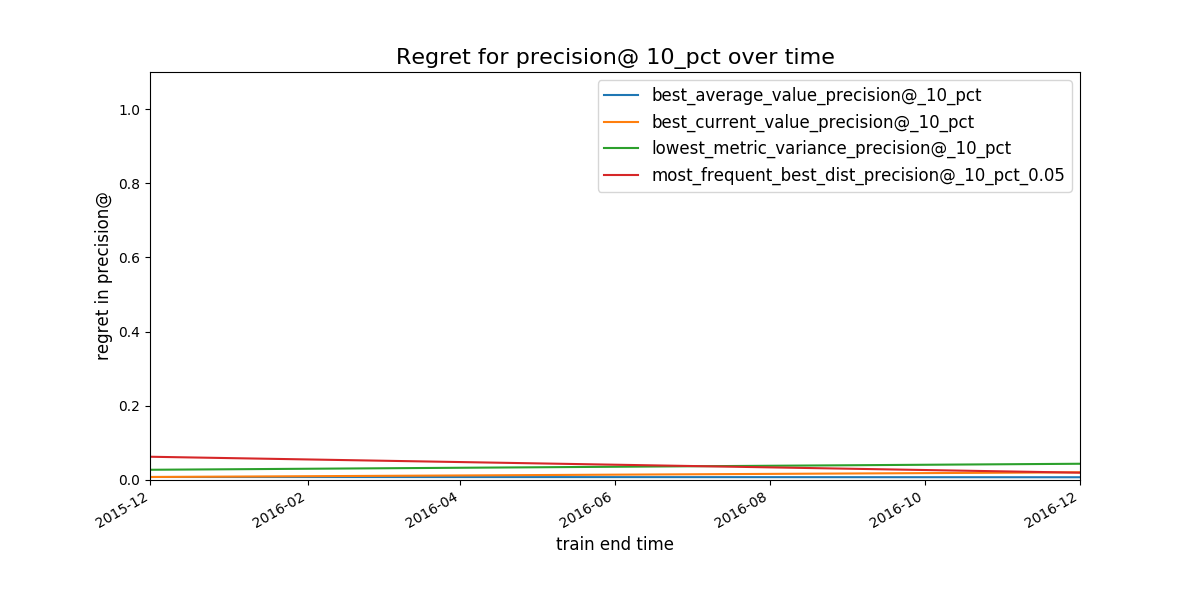 Regret for precision@ 10_pct over time
best_average_value_precision@_10_pct
best_current_value_precision@_10_pct
lowest_metric_variance_precision@_10_pct
most_frequent_best_dist_precision@_10_pct_0.05
regret in precision@
1.0
0.8
0.6
0.4
0.2
0.0
2015-12
2016-02
2016-04
2016-06
2016-08
2016-10
2016-12
train end time